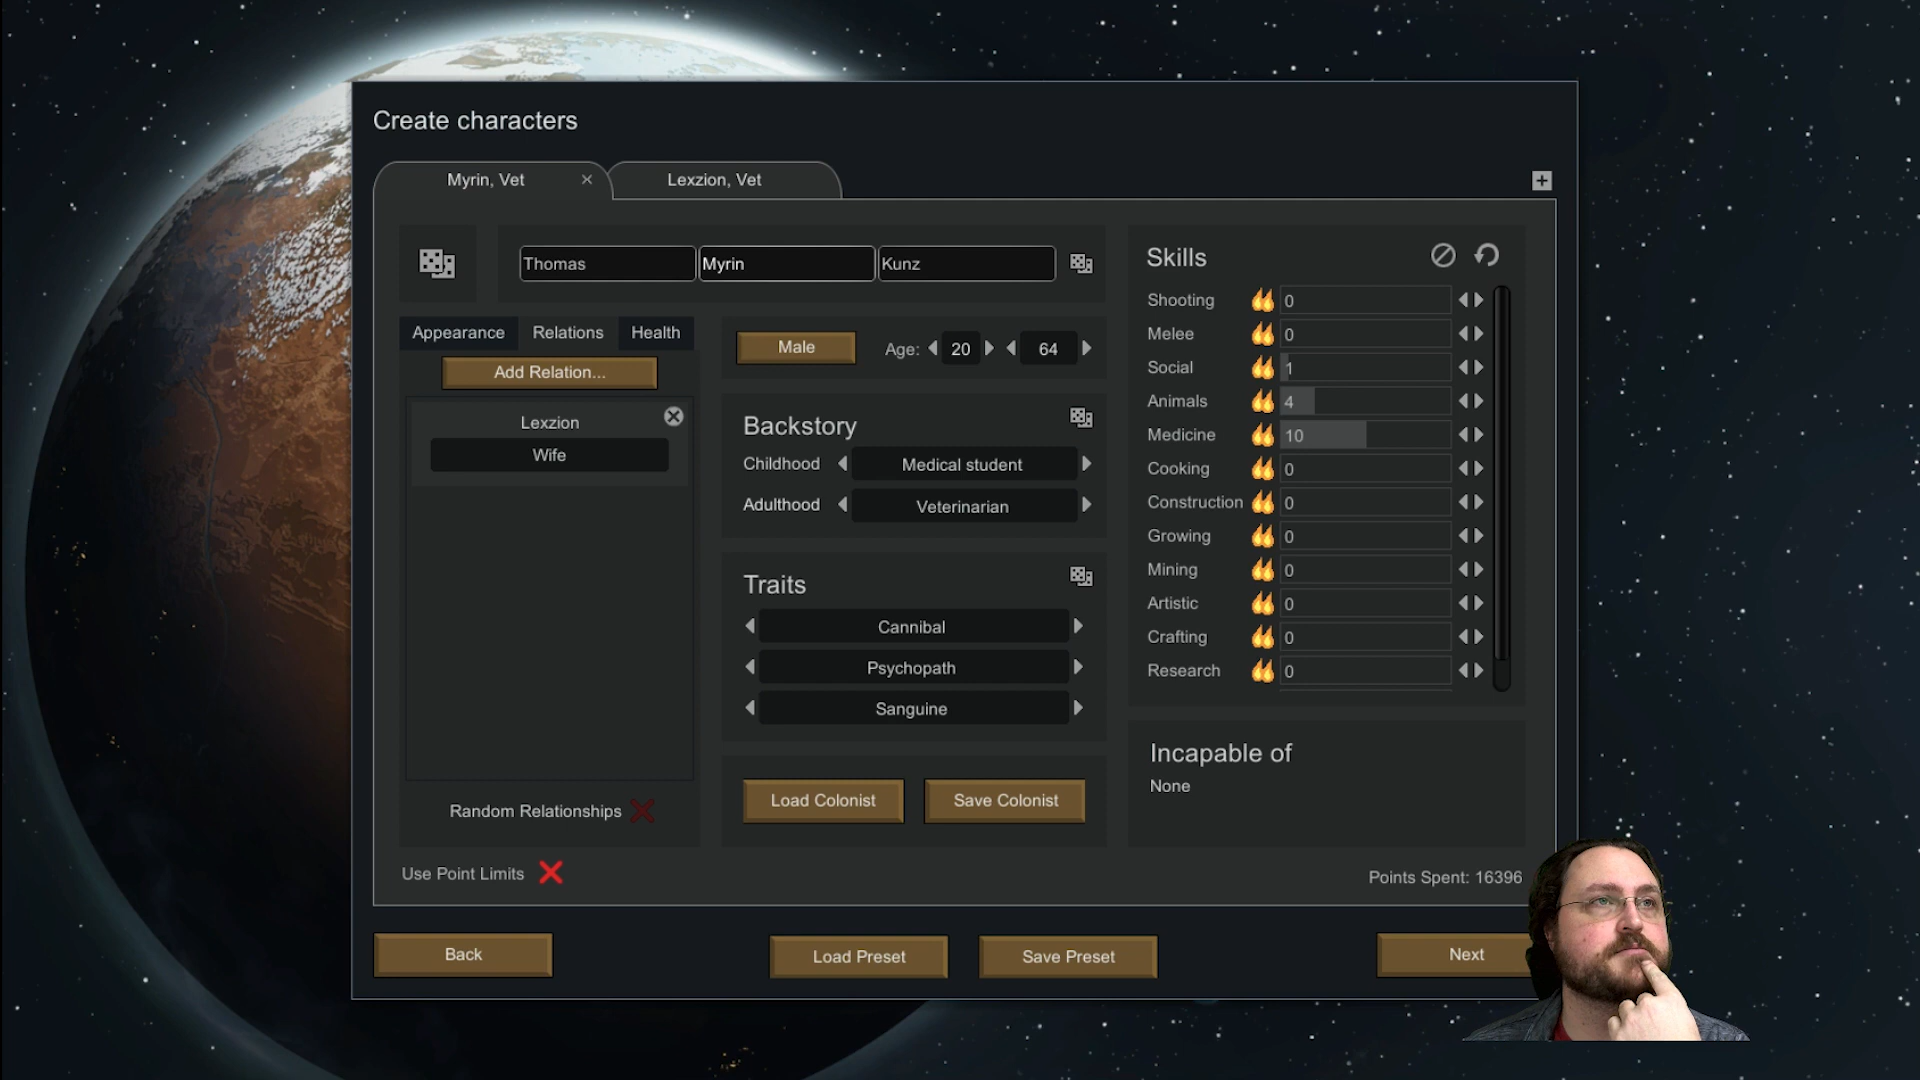 Create characters
Myrin, Vet
Lexzion, Vet
Thomas
Myrin
Kunz
Appearance
Relations
Health
Add Relation...
Lexzion
Wife
Random Relationships
Male
Age:
20
64
Backstory
Childhood
Medical student
Adulthood
Veterinarian
Traits
Cannibal
Psychopath
Sanguine
Load Colonist
Save Colonist
Skills
Shooting 0
Melee 0
Social 1
Animals 4
Medicine 10
Cooking 0
Construction 0
Growing 0
Mining 0
Artistic 0
Crafting 0
Research 0
Incapable of
None
Use Point Limits
Points Spent: 16396
Back
Load Preset
Save Preset
Next